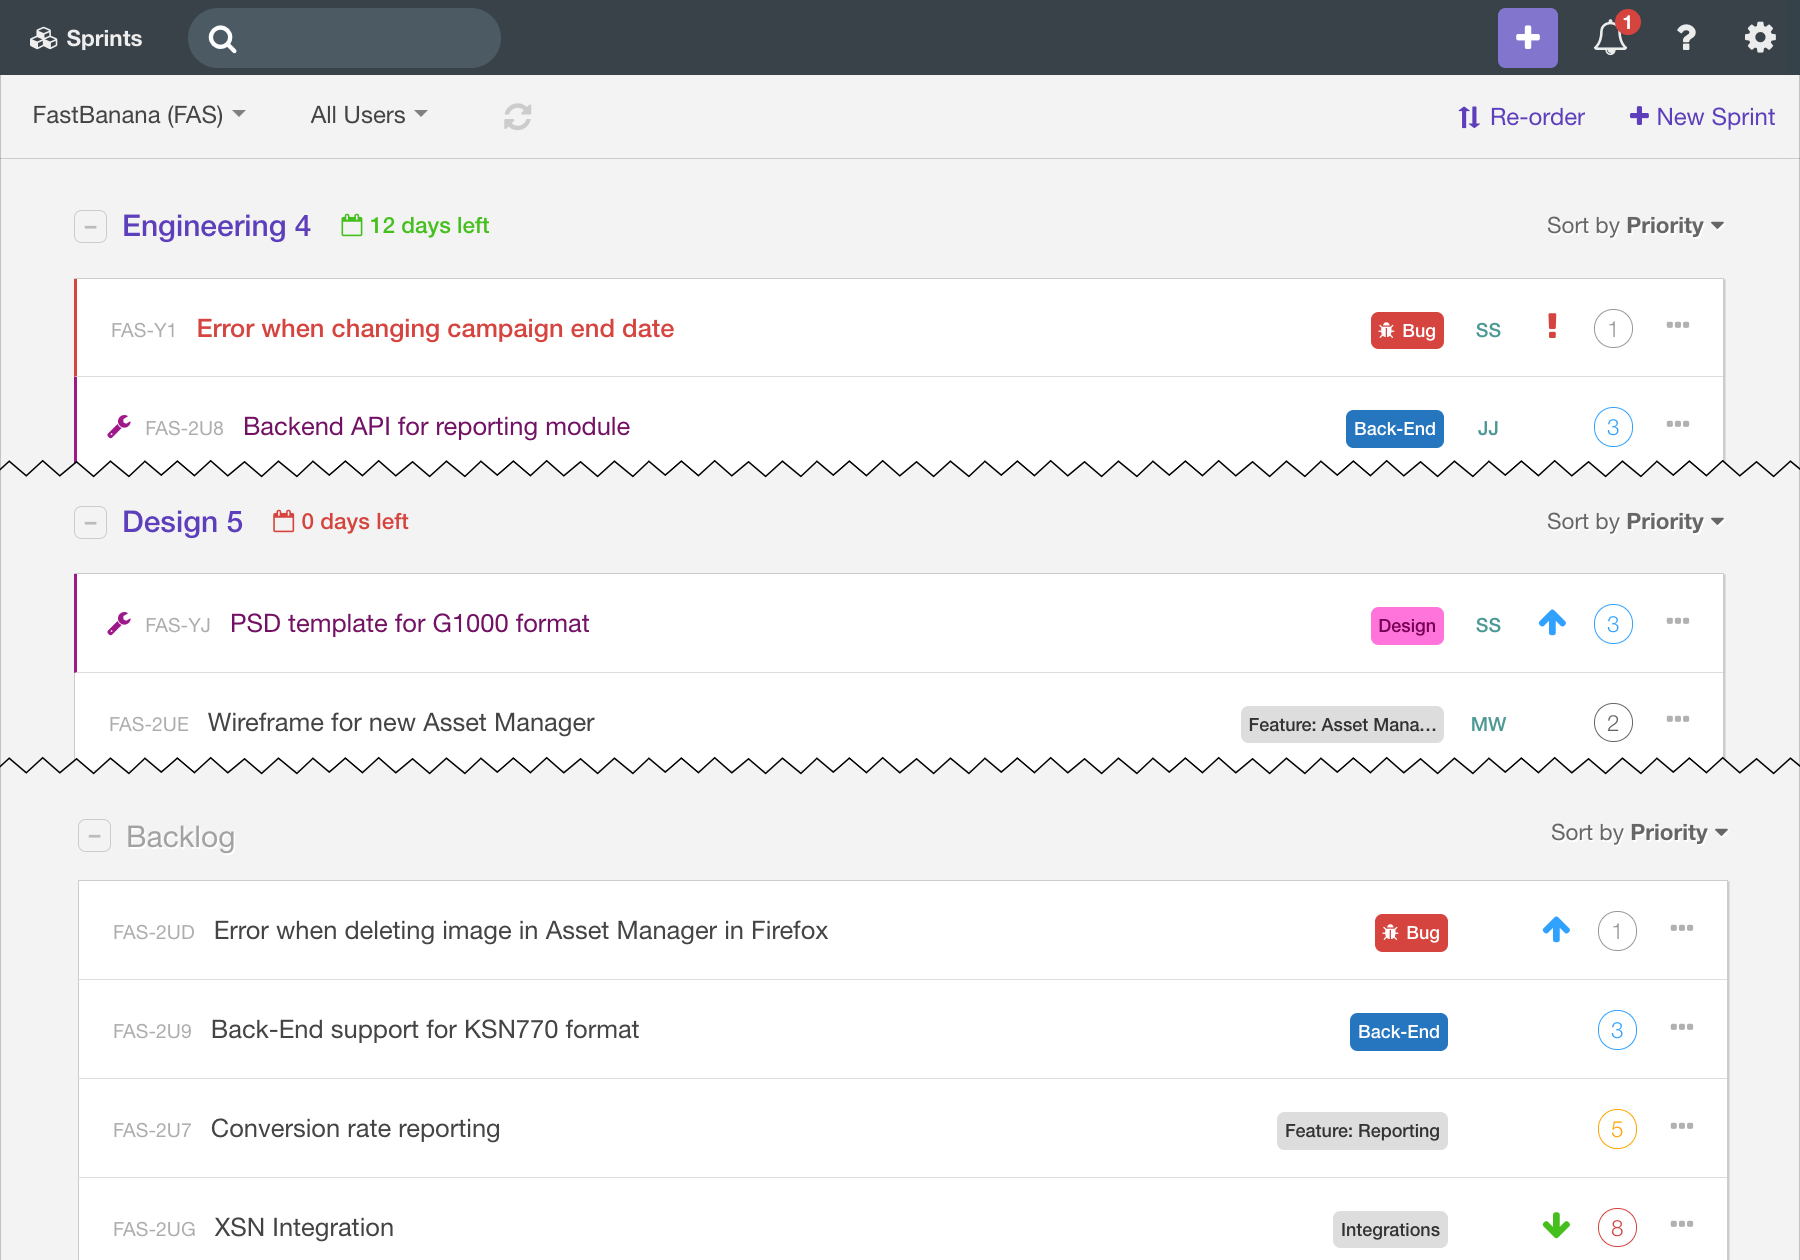 Sprints
1
FastBanana (FAS)
All Users
Re-order
New Sprint
Engineering 4
12 days left
Sort by Priority
FAS-Y1 Error when changing campaign end date Bug SS 1
FAS-2U8 Backend API for reporting module Back-End JJ 3
Design 5
0 days left
Sort by Priority
FAS-YJ PSD template for G1000 format Design SS 3
FAS-2UE Wireframe for new Asset Manager Feature: Asset Mana... MW 2
Backlog
Sort by Priority
FAS-2UD Error when deleting image in Asset Manager in Firefox Bug 1
FAS-2U9 Back-End support for KSN770 format Back-End 3
FAS-2U7 Conversion rate reporting Feature: Reporting 5
FAS-2UG XSN Integration Integrations 8